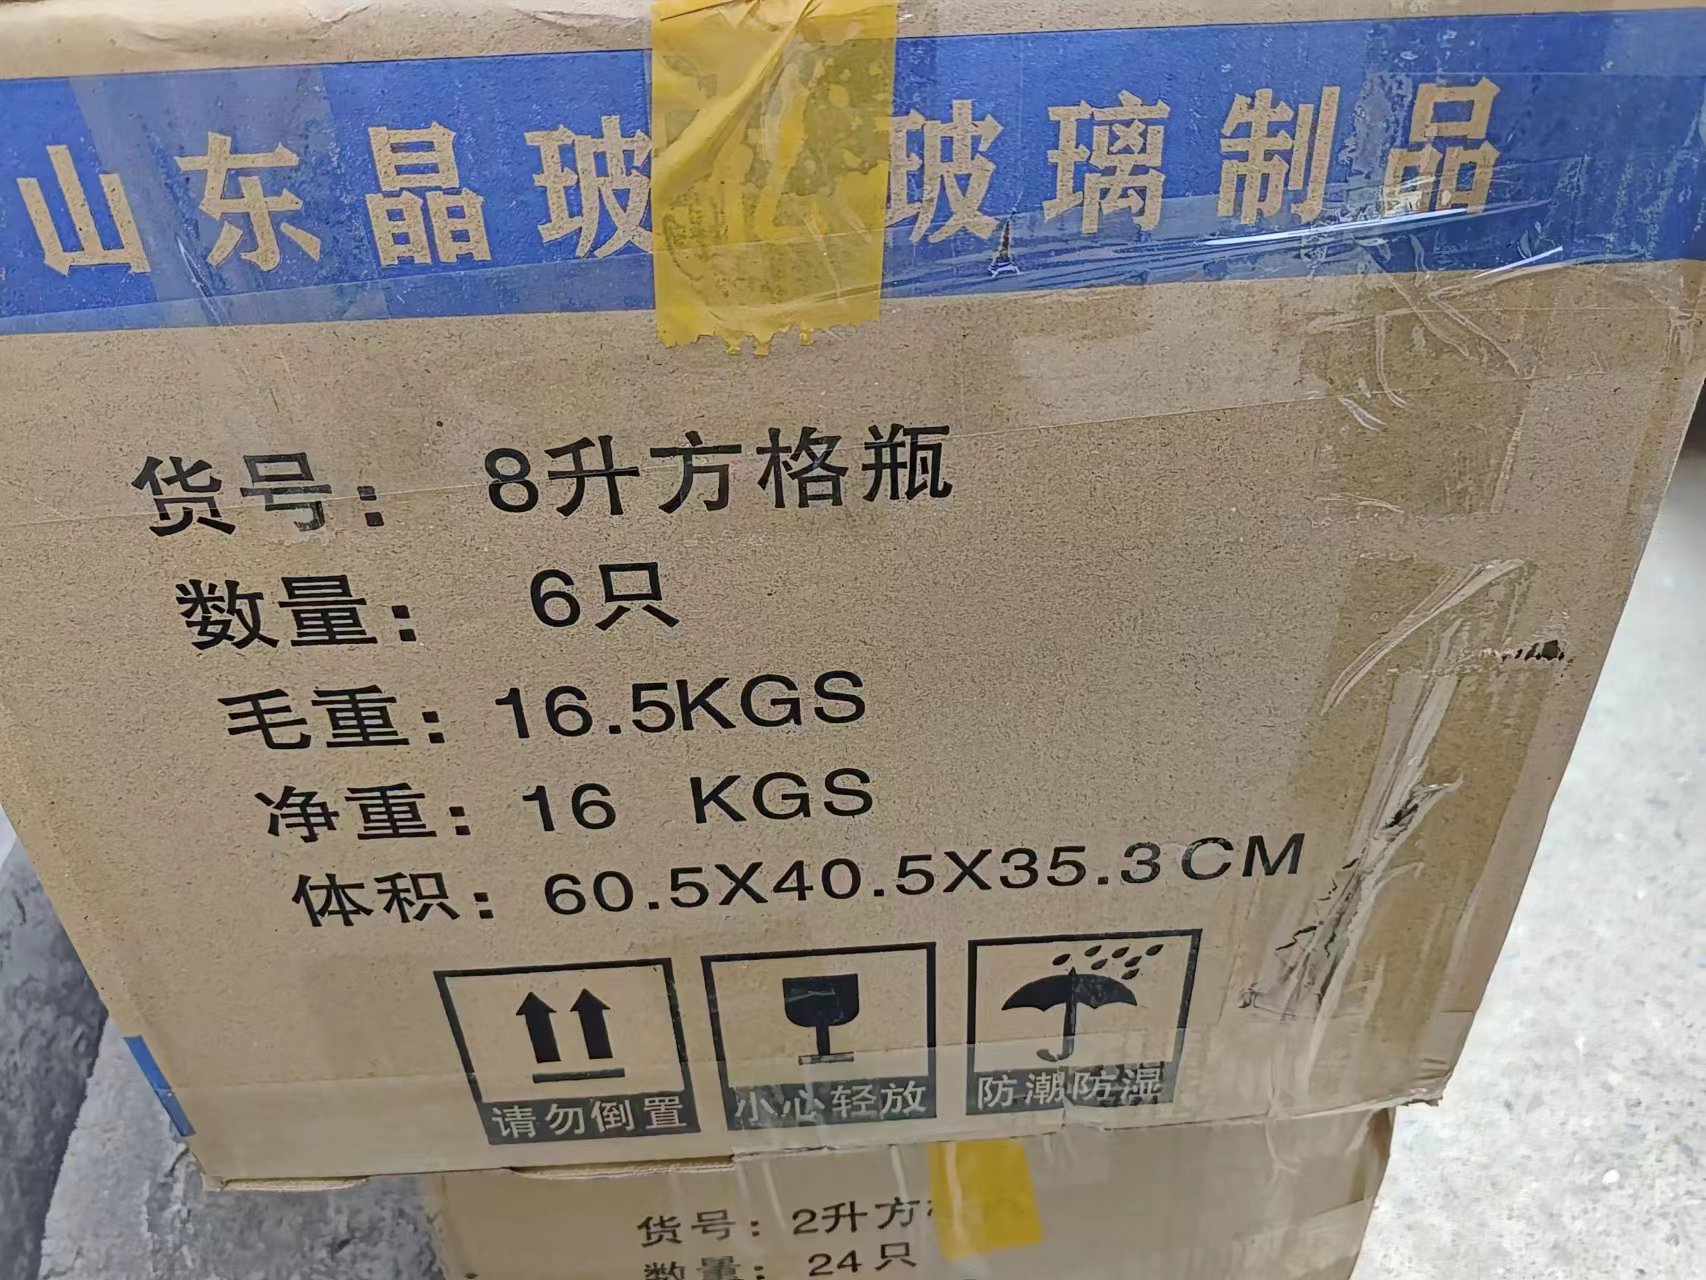 山东晶玻 玻璃制品
货号: 8升方格瓶
数量: 6只
毛重: 16.5KGS
净重: 16 KGS
体积: 60.5X40.5X35.3CM
请勿倒置 小心轻放 防潮防湿
货号: 2升方
数量: 24只